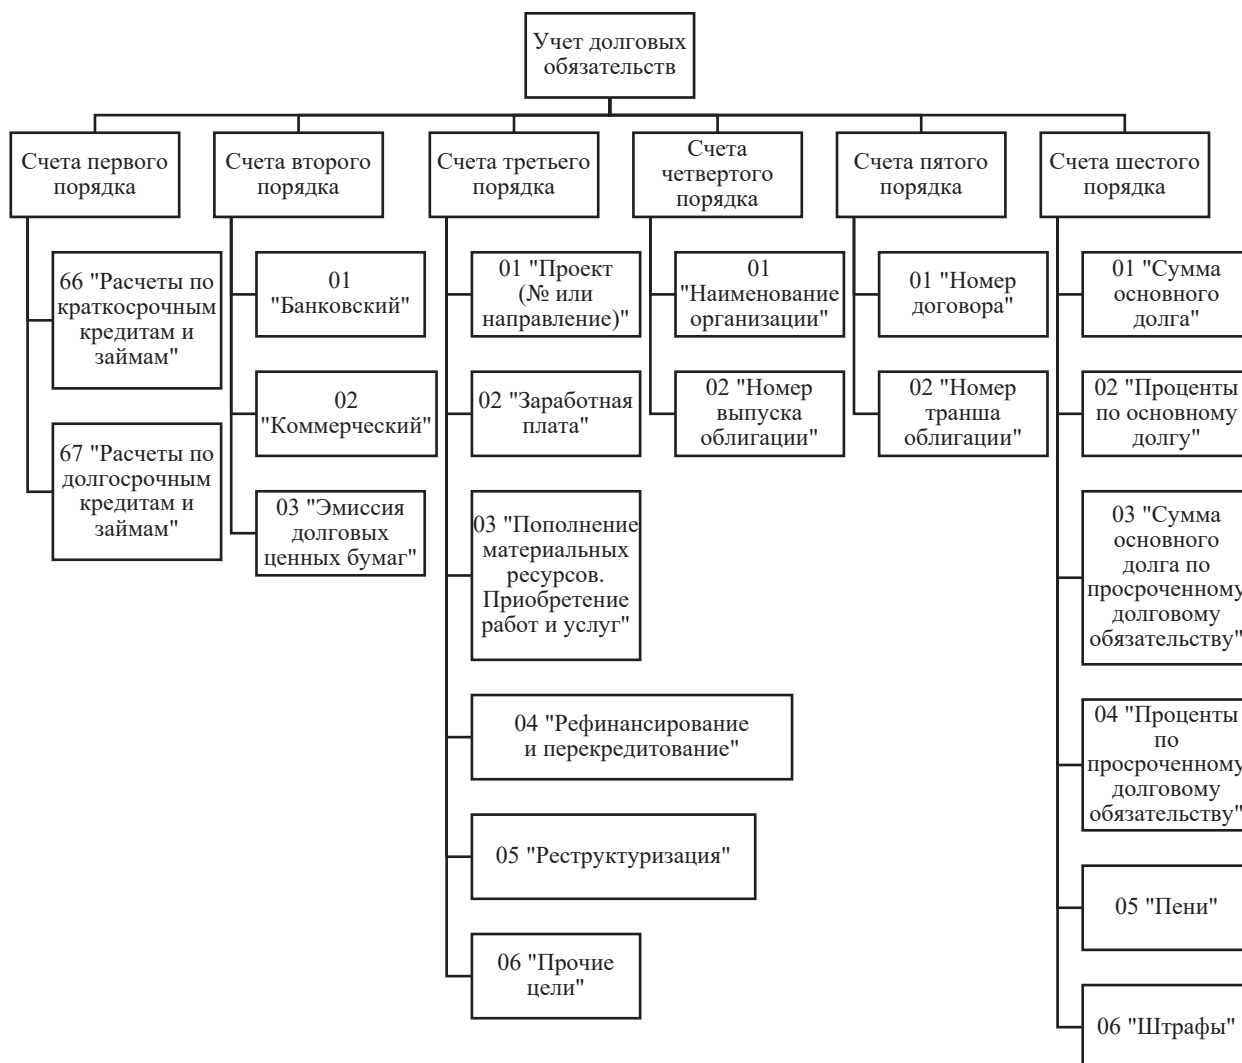 Учет долговых
обязательств
Счета первого
порядка
Счета второго
порядка
Счета третьего
порядка
Счета
четвертого
порядка
Счета пятого
порядка
Счета шестого
порядка
66 "Расчеты по
краткосрочным
кредитам и
займам"
67 "Расчеты по
долгосрочным
кредитам и
займам"
01
"Банковский"
02
"Коммерческий"
03 "Эмиссия
долговых
ценных бумаг"
01 "Проект
(№ или
направление)"
02 "Заработная
плата"
03 "Пополнение
материальных
ресурсов.
Приобретение
работ и услуг"
04 "Рефинансирование
и перекредитование"
05 "Реструктуризация"
06 "Прочие
цели"
01
"Наименование
организации"
02 "Номер
выпуска
облигации"
01 "Номер
договора"
02 "Номер
транша
облигации"
01 "Сумма
основного
долга"
02 "Проценты
по основному
долгу"
03 "Сумма
основного
долга по
просроченному
долговому
обязательству"
04 "Проценты
по
просроченному
долговому
обязательству"
05 "Пени"
06 "Штрафы"